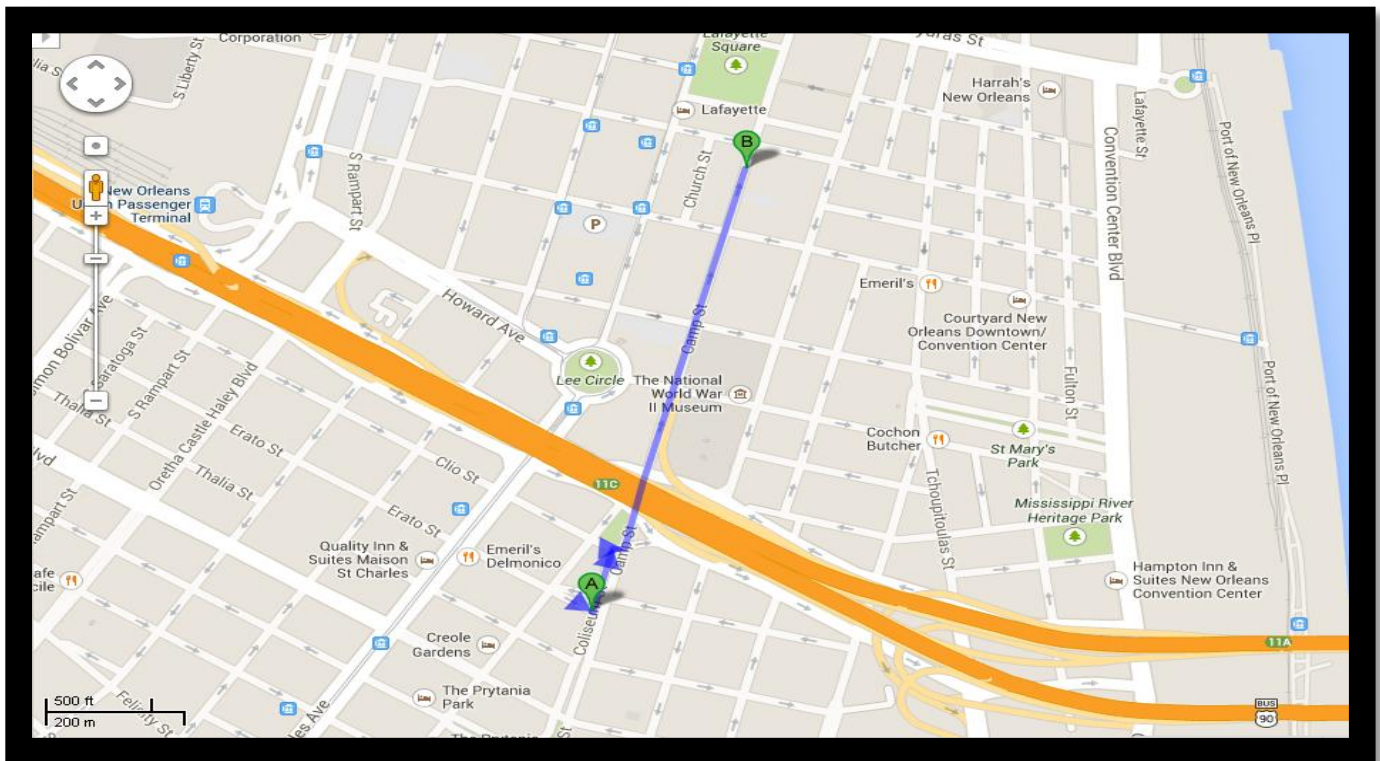 Corporation
S Liberty St
Lafayette
Square
Lafayette
Harrah's
New Orleans
Lafayette St
Port of New Orleans Pl
Convention Center Blvd
B
Church St
S Rampart St
New Orleans
Passenger
Terminal
P
Howard Ave
Camp St
Emeril's
Courtyard New
Orleans Downtown/
Convention Center
Lee Circle
The National
World War
II Museum
Fulton St
Port of New Orleans Pl
Saratoga St
S Rampart St
Thalia St
Oretha Castle Haley Blvd
Erato St
Thalia St
Clio St
Erato St
Cochon
Butcher
St Mary's
Park
Tchoupitoulas St
11C
Mississippi River
Heritage Park
Camp St
Quality Inn &
Suites Maison
St Charles
Emeril's
Delmonico
A
Hampton Inn &
Suites New Orleans
Convention Center
Creole
Gardens
11A
The Prytania
Park
Felicity St
500 ft
200 m
BUS
90